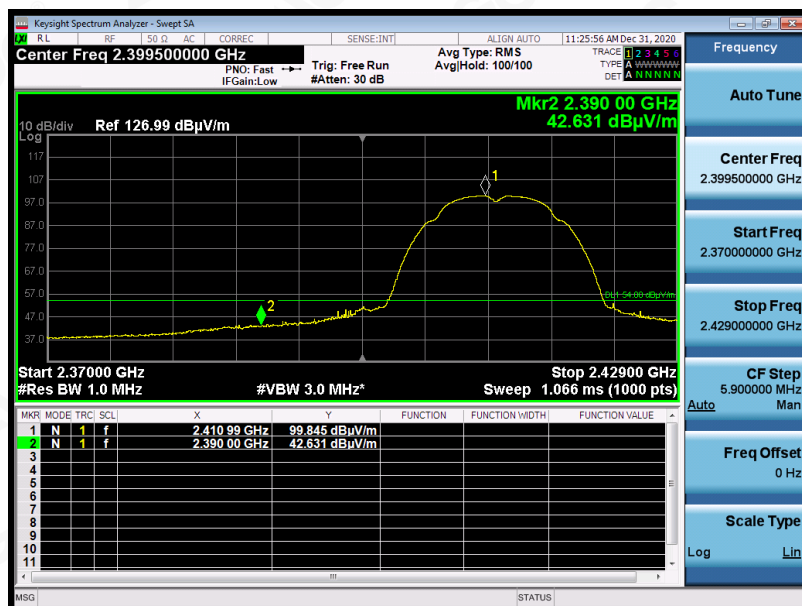 Keysight Spectrum Analyzer - Swept SA
LXI RL RF 50 Ω AC CORREC SENSE:INT ALIGN AUTO 11:25:56 AM Dec 31, 2020
Center Freq 2.399500000 GHz
PNO: Fast
IFGain:Low
Trig: Free Run
#Atten: 30 dB
Avg Type: RMS
Avg|Hold: 100/100
TRACE 1 2 3 4 5 6
TYPE A WWWWW
DET A N N N N N
Mkr2 2.390 00 GHz
42.631 dBµV/m
10 dB/div Ref 126.99 dBµV/m
Log
117
107
97.0
87.0
77.0
67.0
57.0
47.0
37.0
1
2
DL1 54.00 dBµV/m
Start 2.37000 GHz Stop 2.42900 GHz
#Res BW 1.0 MHz #VBW 3.0 MHz* Sweep 1.066 ms (1000 pts)
MKR MODE TRC SCL X Y FUNCTION FUNCTION WIDTH FUNCTION VALUE
1 N 1 f 2.410 99 GHz 99.845 dBµV/m
2 N 1 f 2.390 00 GHz 42.631 dBµV/m
3
4
5
6
7
8
9
10
11
MSG STATUS
Frequency
Auto Tune
Center Freq
2.399500000 GHz
Start Freq
2.370000000 GHz
Stop Freq
2.429000000 GHz
CF Step
5.900000 MHz
Auto Man
Freq Offset
0 Hz
Scale Type
Log Lin